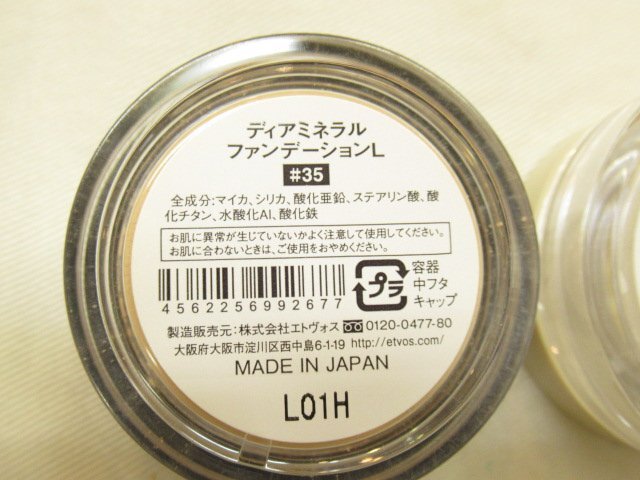 ディアミネラル
ファンデーションL
#35
全成分:マイカ、シリカ、酸化亜鉛、ステアリン酸、酸
化チタン、水酸化Al、酸化鉄
お肌に異常が生じていないかよく注意して使用してください。
お肌に合わないときは、ご使用をおやめください。
4562256992677
プラ
容器
中フタ
キャップ
製造販売元:株式会社エトヴォス 0120-0477-80
大阪府大阪市淀川区西中島6-1-19 http://etvos.com/
MADE IN JAPAN
L01H